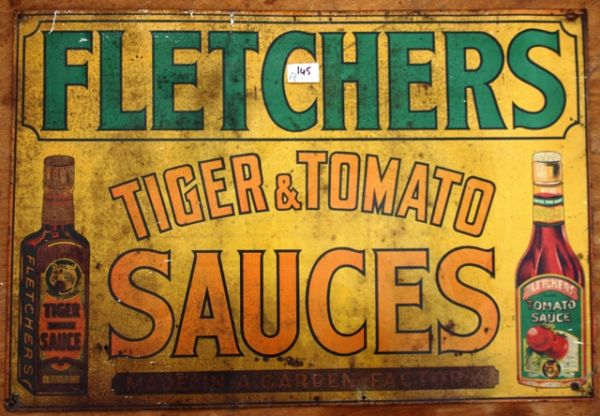 FLETCHERS
145
TIGER & TOMATO
SAUCES
MADE IN A GARDEN FACTORY
FLETCHERS
TIGER
SAUCE
FLETCHERS
TOMATO
SAUCE